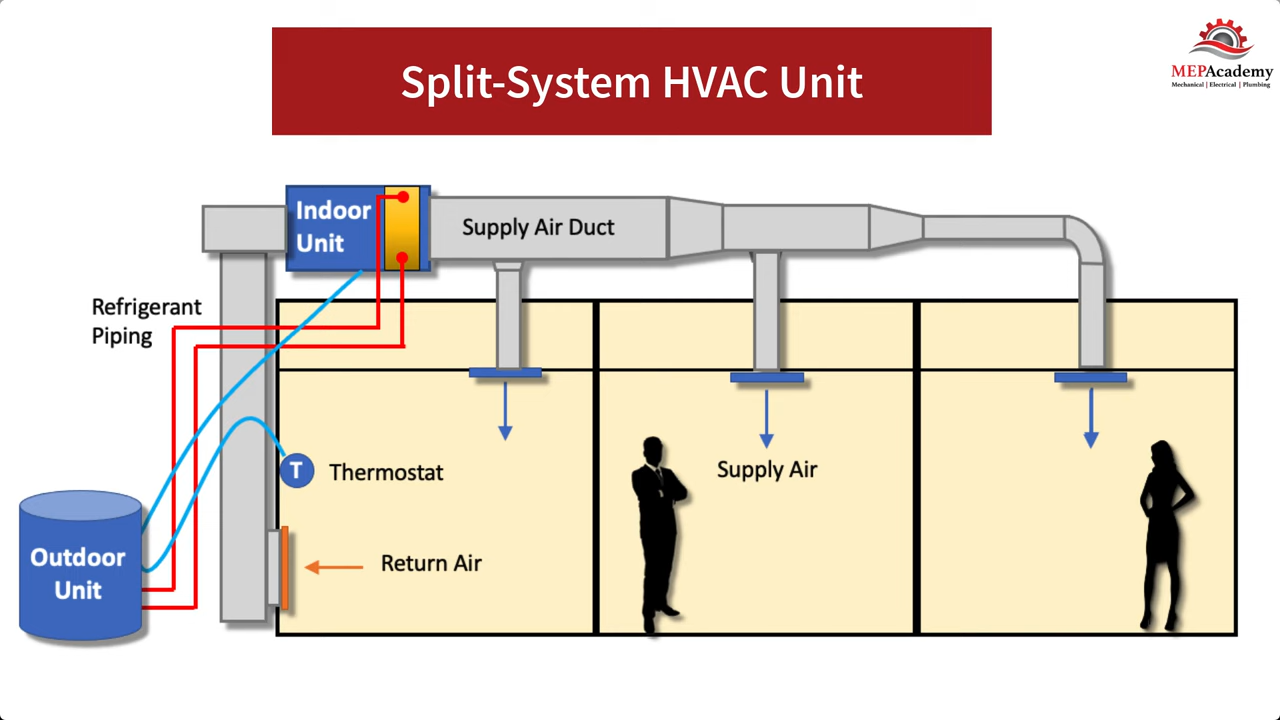 Split-System HVAC Unit
MEPAcademy
Mechanical | Electrical | Plumbing
Indoor
Unit
Supply Air Duct
Refrigerant
Piping
T
Thermostat
Supply Air
Return Air
Outdoor
Unit